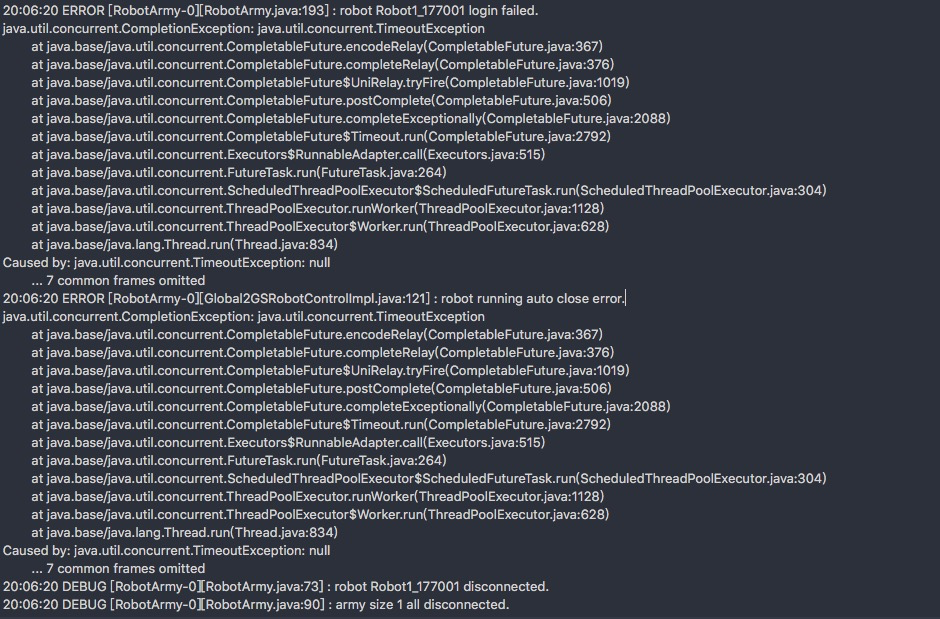 20:06:20 ERROR [RobotArmy-0][RobotArmy.java:193] : robot Robot1_177001 login failed.
java.util.concurrent.CompletionException: java.util.concurrent.TimeoutException
at java.base/java.util.concurrent.CompletableFuture.encodeRelay(CompletableFuture.java:367)
at java.base/java.util.concurrent.CompletableFuture.completeRelay(CompletableFuture.java:376)
at java.base/java.util.concurrent.CompletableFuture$UniRelay.tryFire(CompletableFuture.java:1019)
at java.base/java.util.concurrent.CompletableFuture.postComplete(CompletableFuture.java:506)
at java.base/java.util.concurrent.CompletableFuture.completeExceptionally(CompletableFuture.java:2088)
at java.base/java.util.concurrent.CompletableFuture$Timeout.run(CompletableFuture.java:2792)
at java.base/java.util.concurrent.Executors$RunnableAdapter.call(Executors.java:515)
at java.base/java.util.concurrent.FutureTask.run(FutureTask.java:264)
at java.base/java.util.concurrent.ScheduledThreadPoolExecutor$ScheduledFutureTask.run(ScheduledThreadPoolExecutor.java:304)
at java.base/java.util.concurrent.ThreadPoolExecutor.runWorker(ThreadPoolExecutor.java:1128)
at java.base/java.util.concurrent.ThreadPoolExecutor$Worker.run(ThreadPoolExecutor.java:628)
at java.base/java.lang.Thread.run(Thread.java:834)
Caused by: java.util.concurrent.TimeoutException: null
... 7 common frames omitted
20:06:20 ERROR [RobotArmy-0][Global2GSRobotControlImpl.java:121] : robot running auto close error.
java.util.concurrent.CompletionException: java.util.concurrent.TimeoutException
at java.base/java.util.concurrent.CompletableFuture.encodeRelay(CompletableFuture.java:367)
at java.base/java.util.concurrent.CompletableFuture.completeRelay(CompletableFuture.java:376)
at java.base/java.util.concurrent.CompletableFuture$UniRelay.tryFire(CompletableFuture.java:1019)
at java.base/java.util.concurrent.CompletableFuture.postComplete(CompletableFuture.java:506)
at java.base/java.util.concurrent.CompletableFuture.completeExceptionally(CompletableFuture.java:2088)
at java.base/java.util.concurrent.CompletableFuture$Timeout.run(CompletableFuture.java:2792)
at java.base/java.util.concurrent.Executors$RunnableAdapter.call(Executors.java:515)
at java.base/java.util.concurrent.FutureTask.run(FutureTask.java:264)
at java.base/java.util.concurrent.ScheduledThreadPoolExecutor$ScheduledFutureTask.run(ScheduledThreadPoolExecutor.java:304)
at java.base/java.util.concurrent.ThreadPoolExecutor.runWorker(ThreadPoolExecutor.java:1128)
at java.base/java.util.concurrent.ThreadPoolExecutor$Worker.run(ThreadPoolExecutor.java:628)
at java.base/java.lang.Thread.run(Thread.java:834)
Caused by: java.util.concurrent.TimeoutException: null
... 7 common frames omitted
20:06:20 DEBUG [RobotArmy-0][RobotArmy.java:73] : robot Robot1_177001 disconnected.
20:06:20 DEBUG [RobotArmy-0][RobotArmy.java:90] : army size 1 all disconnected.